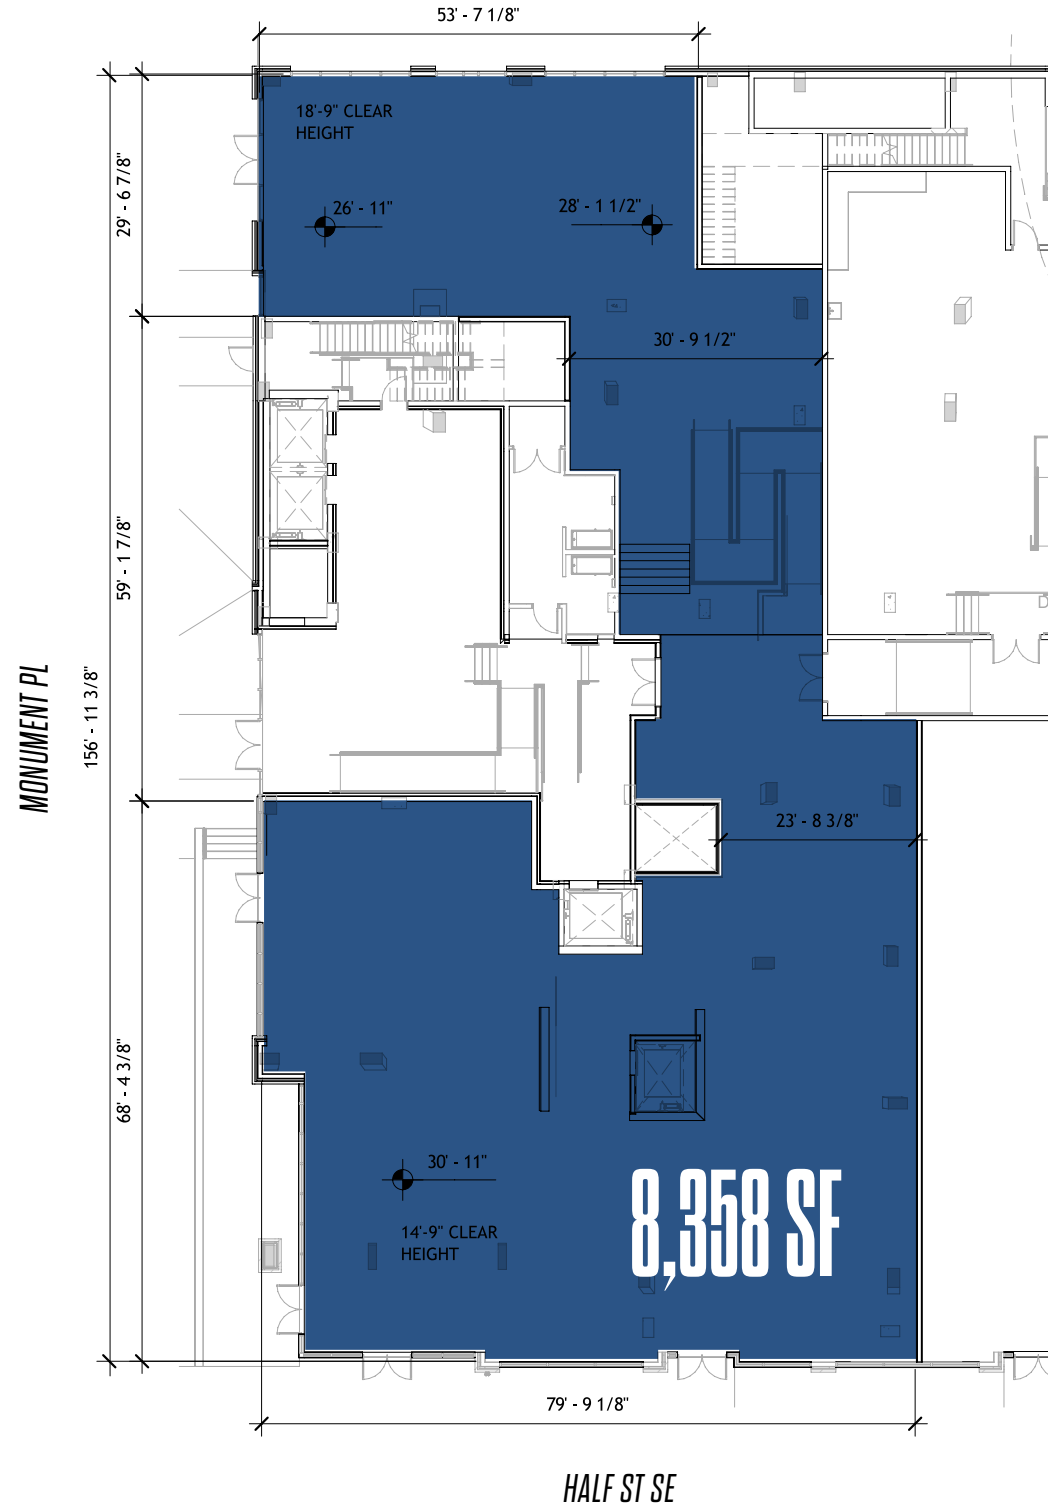 53' - 7 1/8"
18'-9" CLEAR
HEIGHT
29' - 6 7/8"
26' - 11"
28' - 1 1/2"
30' - 9 1/2"
59' - 1 7/8"
MONUMENT PL
156' - 11 3/8"
23' - 8 3/8"
68' - 4 3/8"
30' - 11"
14'-9" CLEAR
HEIGHT
8,358 SF
79' - 9 1/8"
HALF ST SE